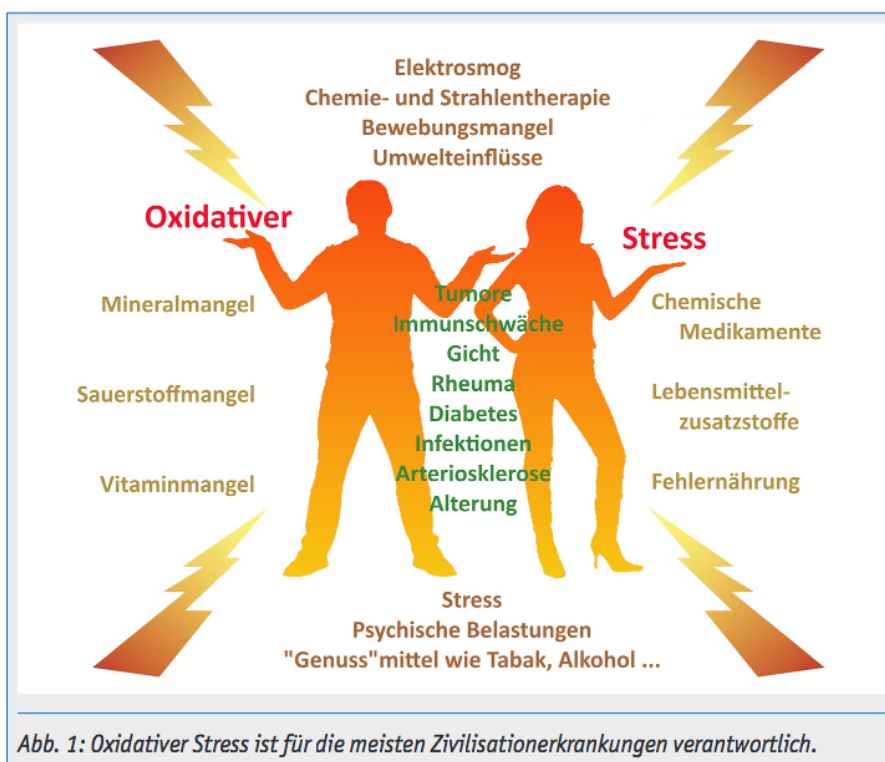 Elektrosmog
Chemie- und Strahlentherapie
Bewebungsmangel
Umwelteinflüsse
Oxidativer
Stress
Mineralmangel
Sauerstoffmangel
Vitaminmangel
Tumore
Immunschwäche
Gicht
Rheuma
Diabetes
Infektionen
Arteriosklerose
Alterung
Chemische
Medikamente
Lebensmittel-
zusatzstoffe
Fehlernährung
Stress
Psychische Belastungen
"Genuss"mittel wie Tabak, Alkohol ...
Abb. 1: Oxidativer Stress ist für die meisten Zivilisationerkrankungen verantwortlich.